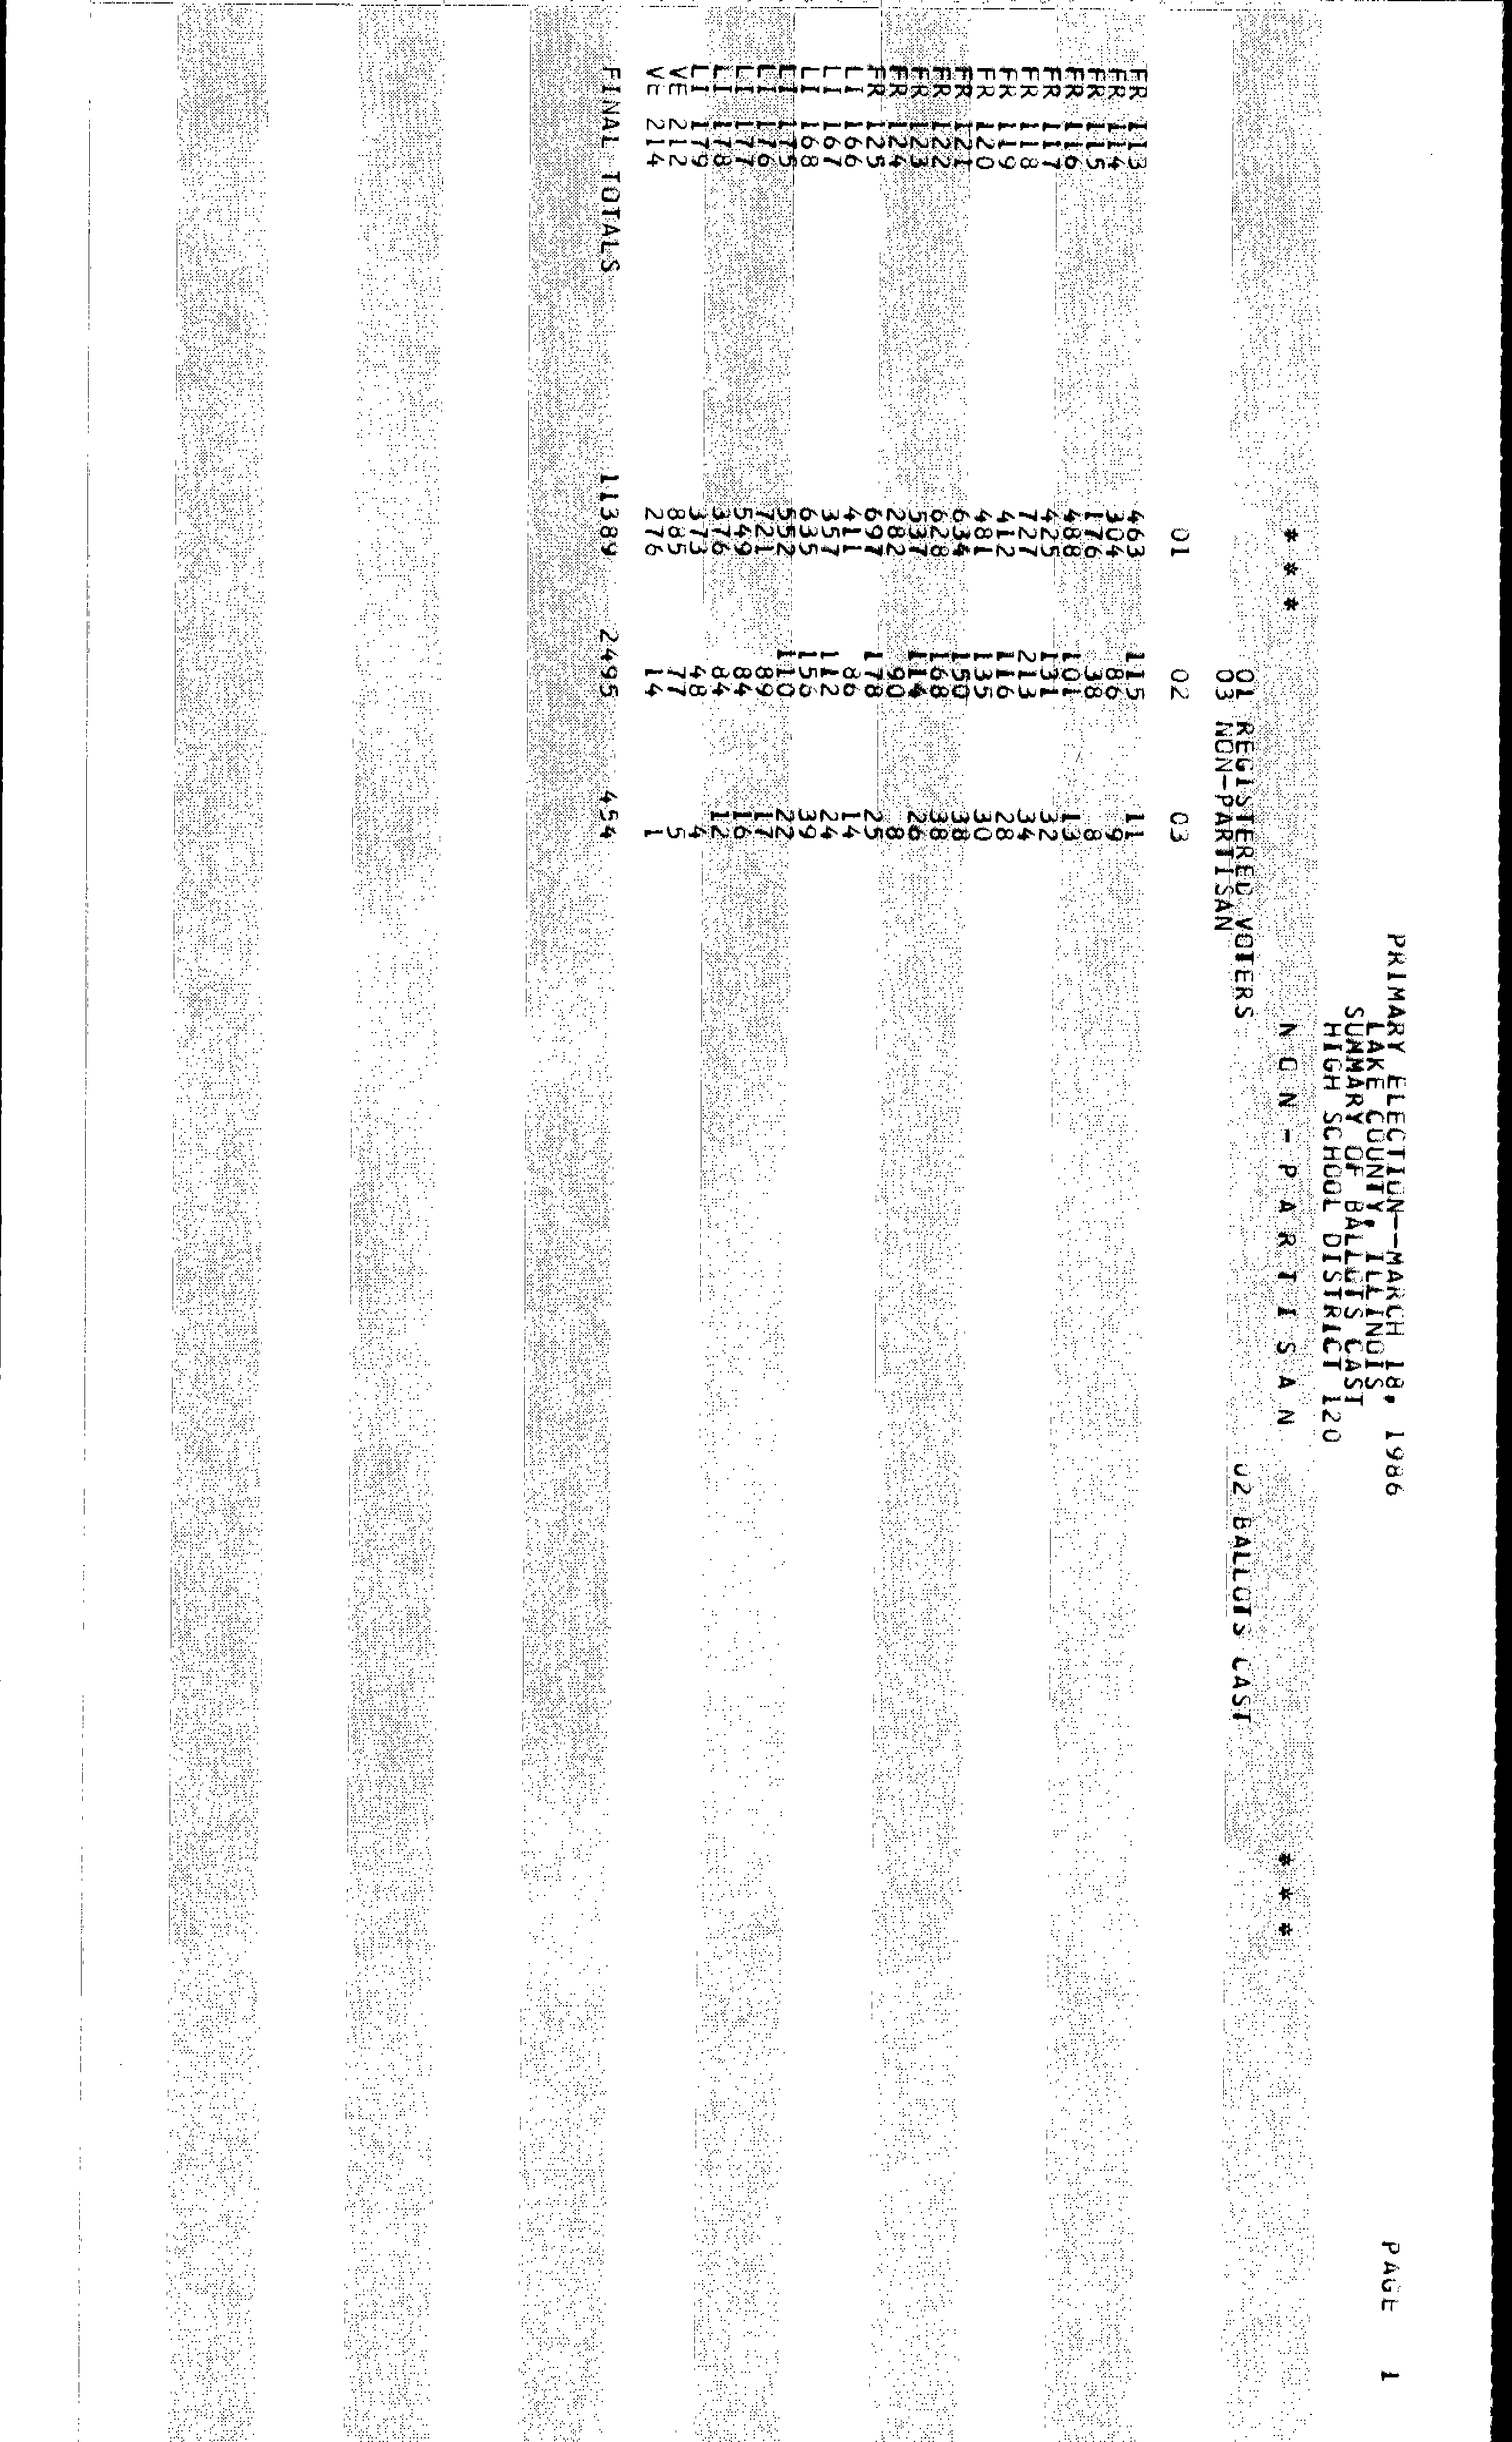 PRIMARY ELECTION--MARCH 18, 1986 PAGE 1
LAKE COUNTY, ILLINOIS
SUMMARY OF BALLOTS CAST
HIGH SCHOOL DISTRICT 120
* * * N O N - P A R T I S A N * * *
01 REGISTERED VOTERS 02 BALLOTS CAST
03 NON-PARTISAN
01 02 03
FR 113 463 115 11
FR 114 304 86 9
FR 115 176 38 8
FR 116 488 101 13
FR 117 425 131 32
FR 118 727 213 34
FR 119 412 116 28
FR 120 481 135 30
FR 121 634 150 38
FR 122 628 168 38
FR 123 537 114 26
FR 124 282 90 8
FR 125 697 178 25
LI 166 411 86 14
LI 167 357 112 24
LI 168 635 156 39
LI 175 552 110 22
LI 176 721 89 17
LI 177 549 84 16
LI 178 376 84 12
LI 179 373 48 4
VE 212 885 77 5
VE 214 276 14 1
FINAL TOTALS 11389 2495 454